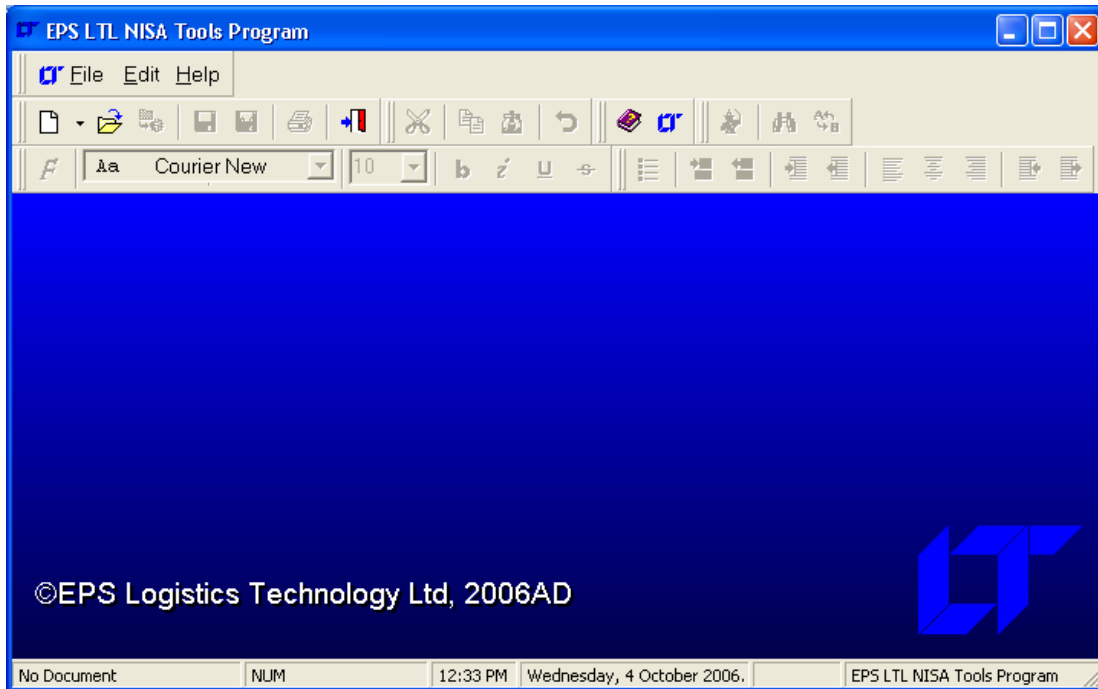 EPS LTL NISA Tools Program
File Edit Help
Aa Courier New 10 b i u S
©EPS Logistics Technology Ltd, 2006AD
No Document NUM 12:33 PM Wednesday, 4 October 2006. EPS LTL NISA Tools Program